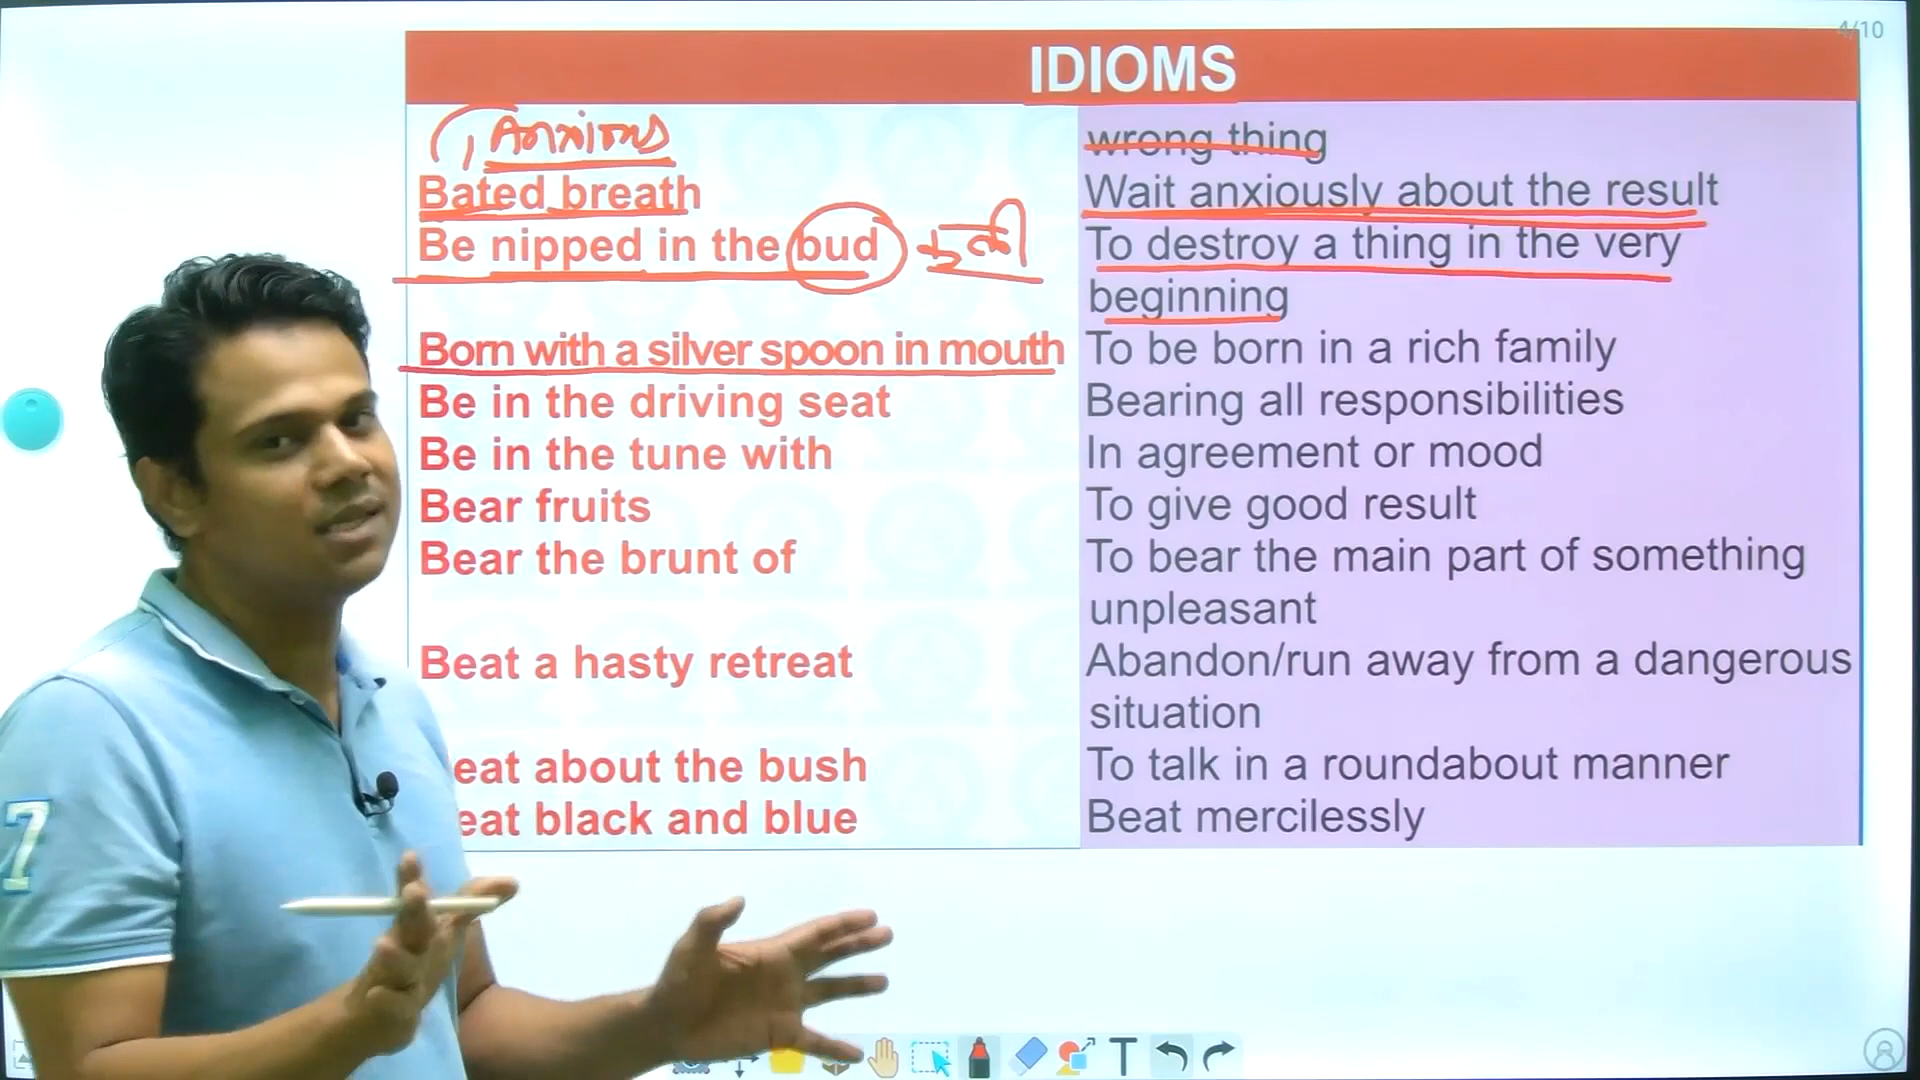 4/10
IDIOMS
Anxious
wrong thing
Bated breath
Wait anxiously about the result
Be nipped in the bud
To destroy a thing in the very
beginning
Born with a silver spoon in mouth
To be born in a rich family
Be in the driving seat
Bearing all responsibilities
Be in the tune with
In agreement or mood
Bear fruits
To give good result
Bear the brunt of
To bear the main part of something
unpleasant
Beat a hasty retreat
Abandon/run away from a dangerous
situation
eat about the bush
To talk in a roundabout manner
eat black and blue
Beat mercilessly
7
T